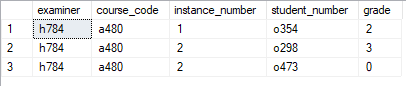 examiner course_code instance_number student_number grade
1 h784 a480 1 o354 2
2 h784 a480 2 o298 3
3 h784 a480 2 o473 0